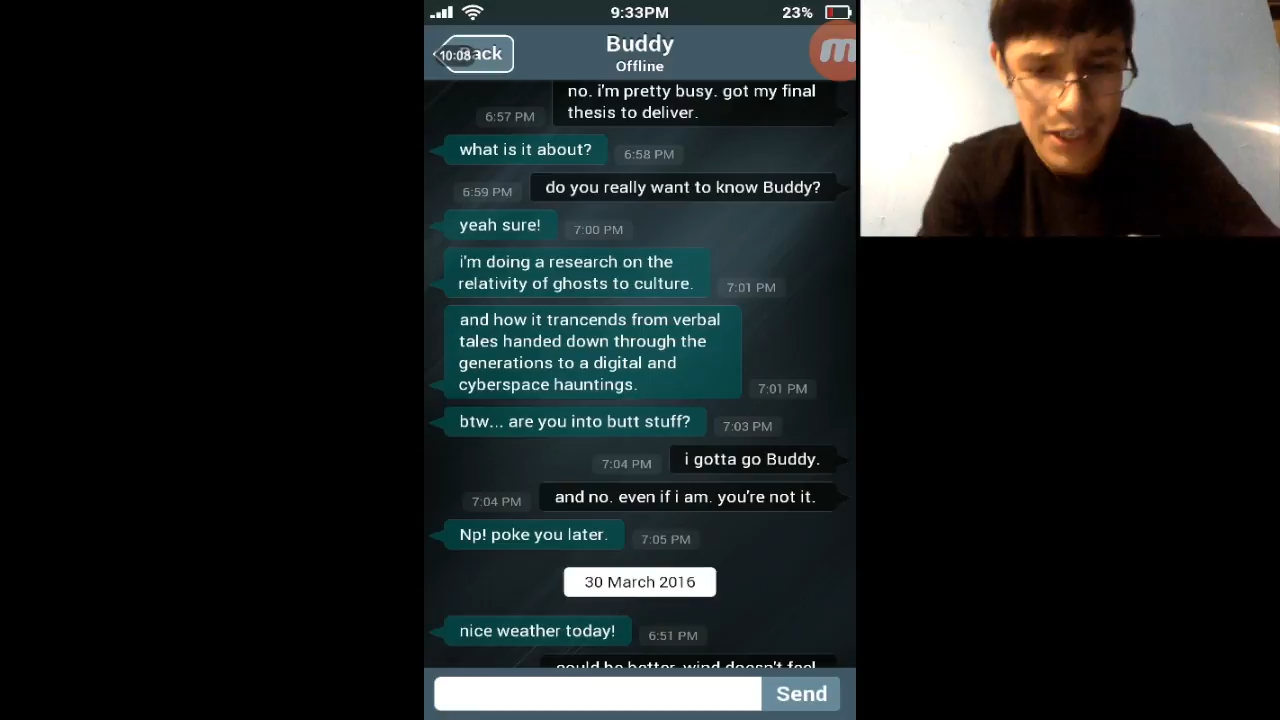 9:33PM
23%
10:08
Buddy
Offline
no. i'm pretty busy. got my final
thesis to deliver.
6:57 PM
what is it about?
6:58 PM
do you really want to know Buddy?
6:59 PM
yeah sure!
7:00 PM
i'm doing a research on the
relativity of ghosts to culture.
7:01 PM
and how it trancends from verbal
tales handed down through the
generations to a digital and
cyberspace hauntings.
7:01 PM
btw... are you into butt stuff?
7:03 PM
i gotta go Buddy.
7:04 PM
and no. even if i am. you're not it.
7:04 PM
Np! poke you later.
7:05 PM
30 March 2016
nice weather today!
6:51 PM
could be better. wind doesn't feel
Send